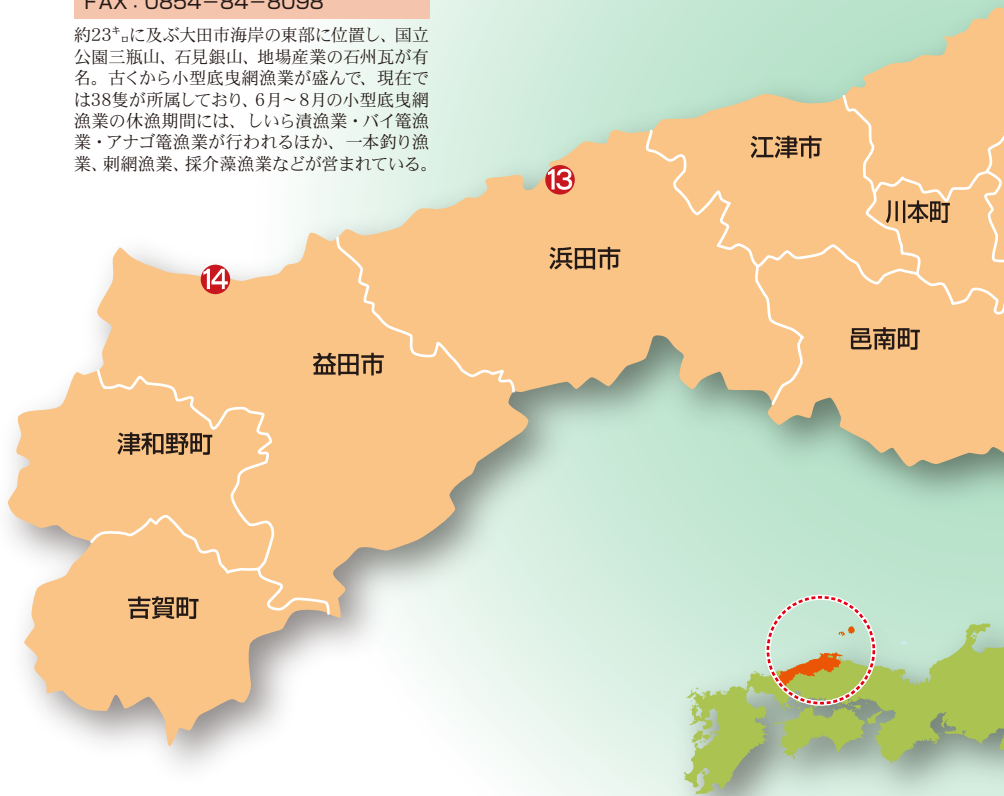 FAX：0854−84−8098
約23㌔に及ぶ大田市海岸の東部に位置し、国立
公園三瓶山、石見銀山、地場産業の石州瓦が有
名。古くから小型底曳網漁業が盛んで、現在で
は38隻が所属しており、6月～8月の小型底曳網
漁業の休漁期間には、しいら漬漁業・バイ篭漁
業・アナゴ篭漁業が行われるほか、一本釣り漁
業、刺網漁業、採介藻漁業などが営まれている。
江津市
13
川本町
浜田市
14
邑南町
益田市
津和野町
吉賀町